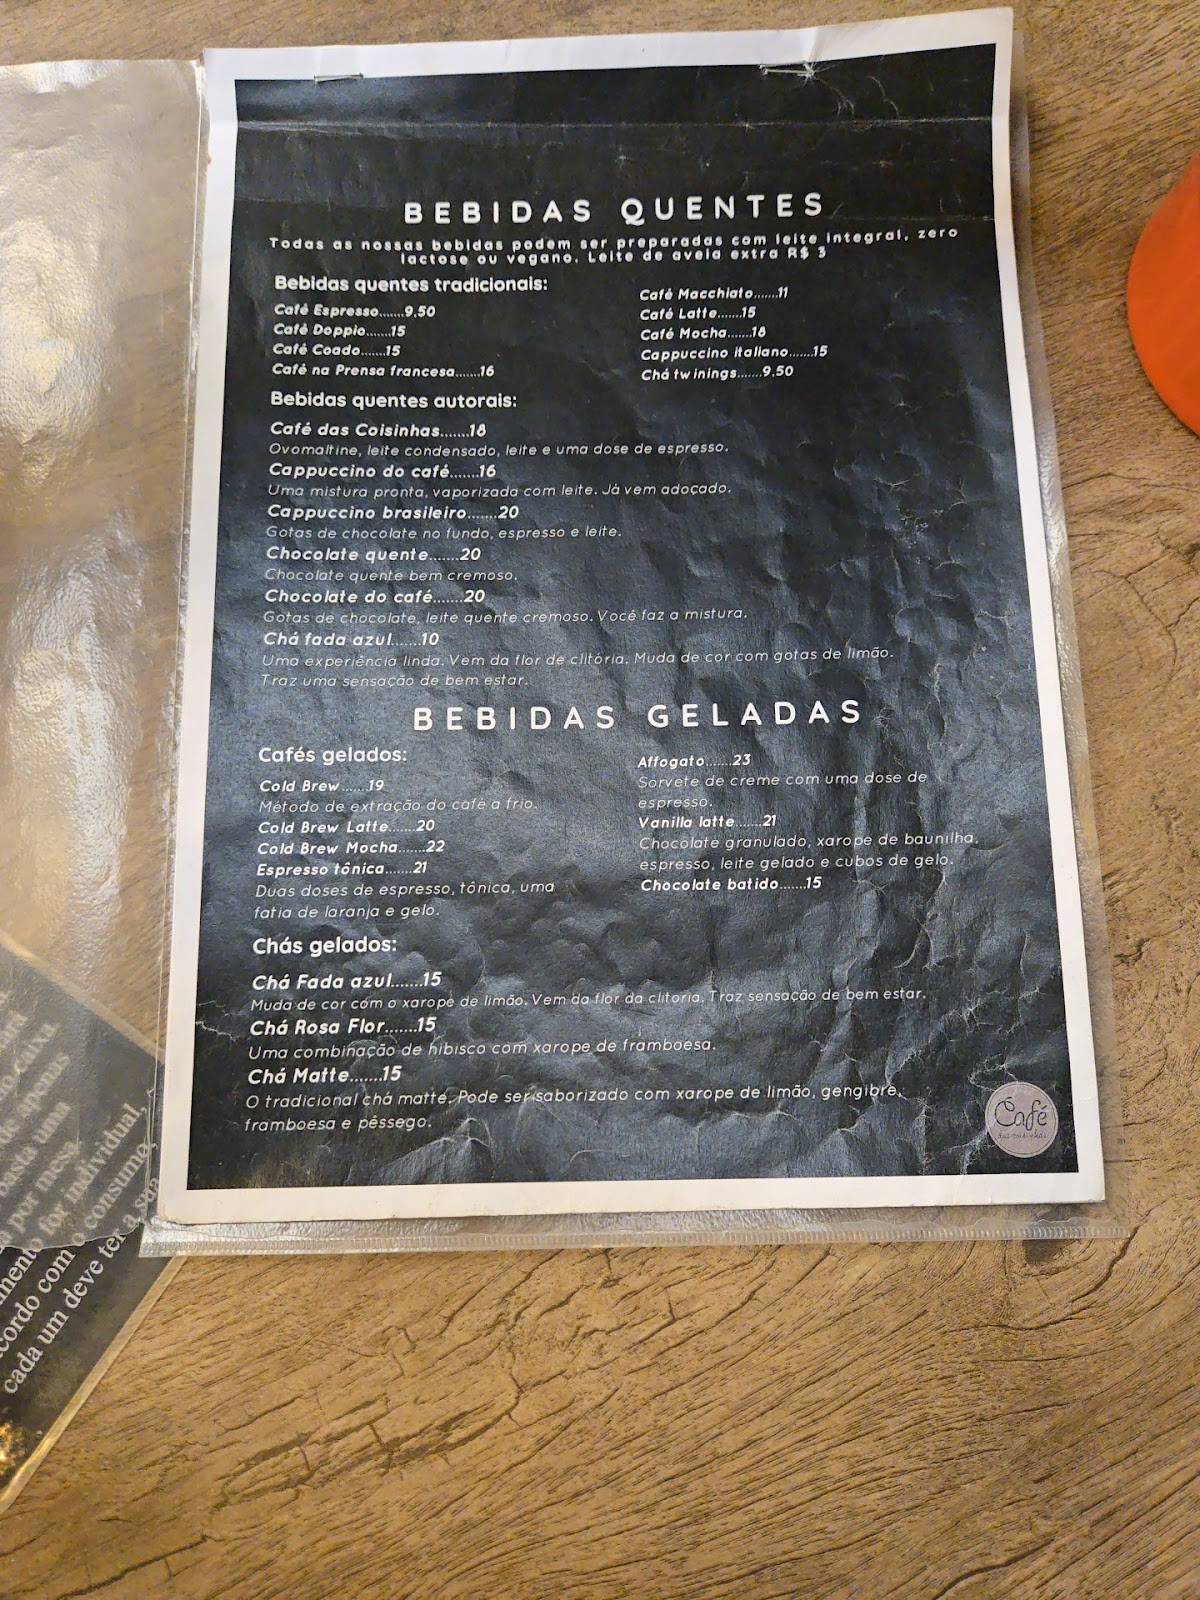 BEBIDAS QUENTES
Todas as nossas bebidas podem ser preparadas com leite integral, zero
lactose ou vegano. Leite de aveia extra R$ 3
Bebidas quentes tradicionais:
Café Espresso.......9,50
Café Doppio.......15
Café Coado.......15
Café na Prensa francesa.......16
Café Macchiato.......11
Café Latte.......15
Café Mocha.......18
Cappuccino italiano.......15
Chá twinings.......9,50
Bebidas quentes autorais:
Café das Coisinhas.......18
Ovomaltine, leite condensado, leite e uma dose de espresso.
Cappuccino do café.......16
Uma mistura pronta, vaporizada com leite. Já vem adoçado.
Cappuccino brasileiro.......20
Gotas de chocolate no fundo, espresso e leite.
Chocolate quente.......20
Chocolate quente bem cremoso.
Chocolate do café.......20
Gotas de chocolate, leite quente cremoso. Você faz a mistura.
Chá fada azul.......10
Uma experiência linda. Vem da flor de clitória. Muda de cor com gotas de limão.
Traz uma sensação de bem estar.
BEBIDAS GELADAS
Cafés gelados:
Cold Brew.......19
Método de extração do café a frio.
Cold Brew Latte.......20
Cold Brew Mocha.......22
Espresso tônica.......21
Duas doses de espresso, tônica, uma
fatia de laranja e gelo.
Affogato.......23
Sorvete de creme com uma dose de
espresso.
Vanilla latte.......21
Chocolate granulado, xarope de baunilha,
espresso, leite gelado e cubos de gelo.
Chocolate batido.......15
Chás gelados:
Chá Fada azul.......15
Muda de cor com o xarope de limão. Vem da flor da clitoria. Traz sensação de bem estar.
Chá Rosa Flor.......15
Uma combinação de hibisco com xarope de framboesa.
Chá Matte.......15
O tradicional chá matte. Pode ser saborizado com xarope de limão, gengibre,
framboesa e pêssego.
Café
das coisinhas
caixa
apenas
basta uma
por mesa
for individual,
cordo com o consumo,
cada um deve ter a sua